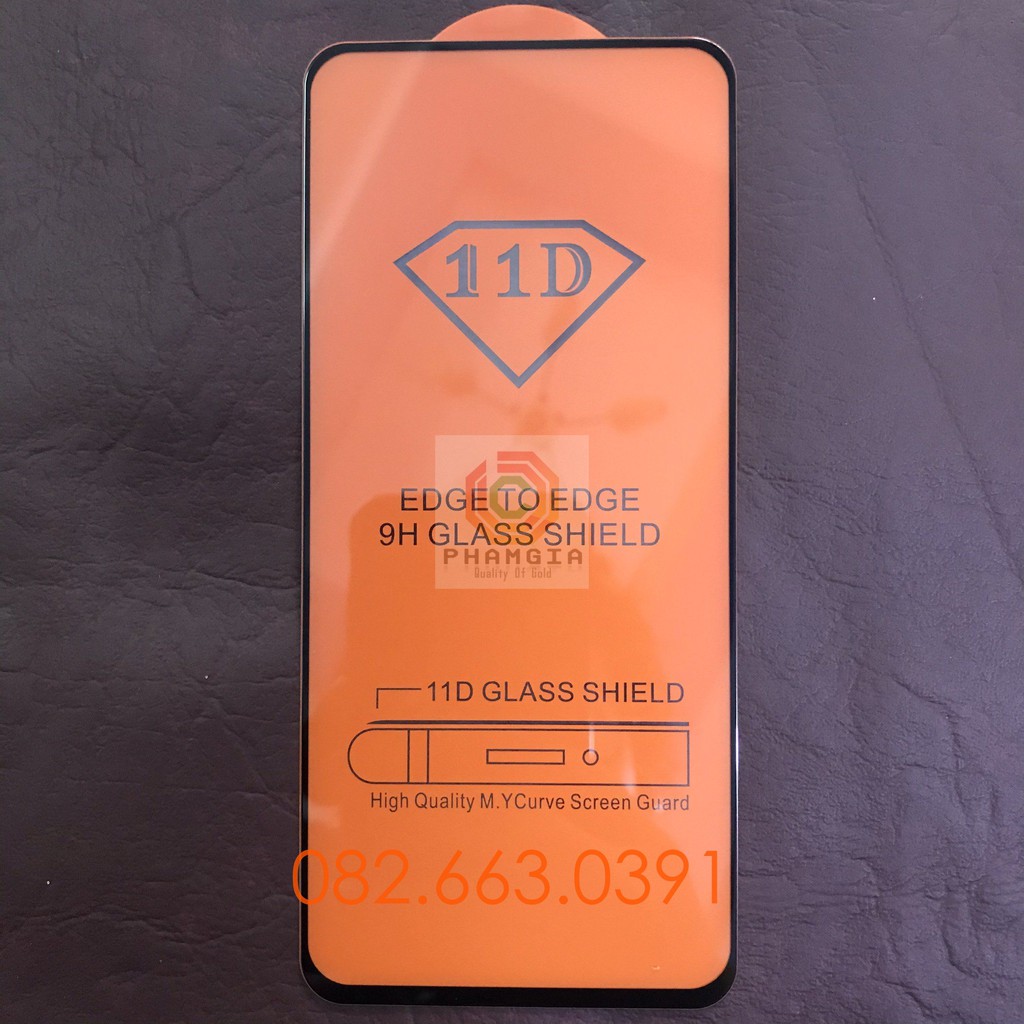 11D
EDGE TO EDGE
9H GLASS SHIELD
PHAMGIA
Quality Of Gold
11D GLASS SHIELD
High Quality M.YCurve Screen Guard
082.663.0391